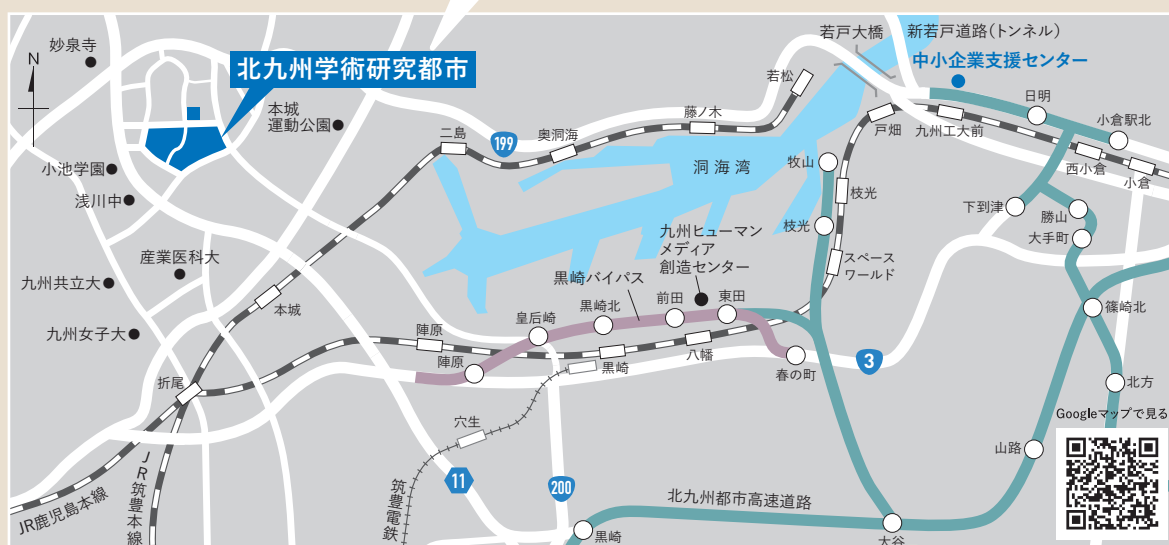 妙泉寺
N
北九州学術研究都市
本城
運動公園
小池学園
浅川中
産業医科大
九州共立大
九州女子大
折尾
本城
二島
199
奥洞海
藤ノ木
若松
若戸大橋
新若戸道路(トンネル)
中小企業支援センター
日明
小倉駅北
戸畑
九州工大前
西小倉
小倉
洞海湾
牧山
枝光
枝光
スペース
ワールド
下到津
勝山
大手町
篠崎北
北方
九州ヒューマン
メディア
創造センター
黒崎バイパス
皇后崎
黒崎北
前田
東田
陣原
陣原
黒崎
八幡
春の町
3
穴生
11
200
筑豊電鉄
JR鹿児島本線
JR筑豊本線
黒崎
北九州都市高速道路
大谷
山路
Googleマップで見る